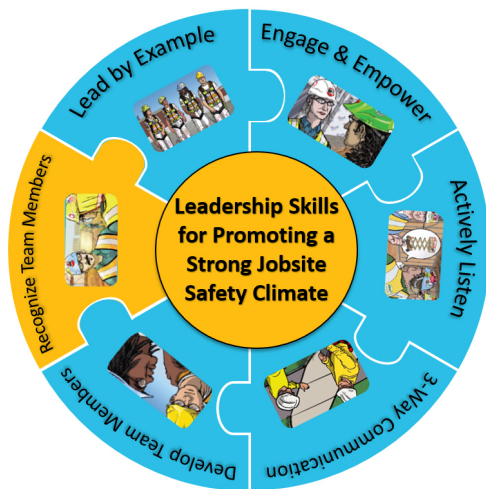 Lead by Example
Engage & Empower
Actively Listen
3-Way Communication
Develop Team Members
Recognize Team Members
Leadership Skills
for Promoting a
Strong Jobsite
Safety Climate